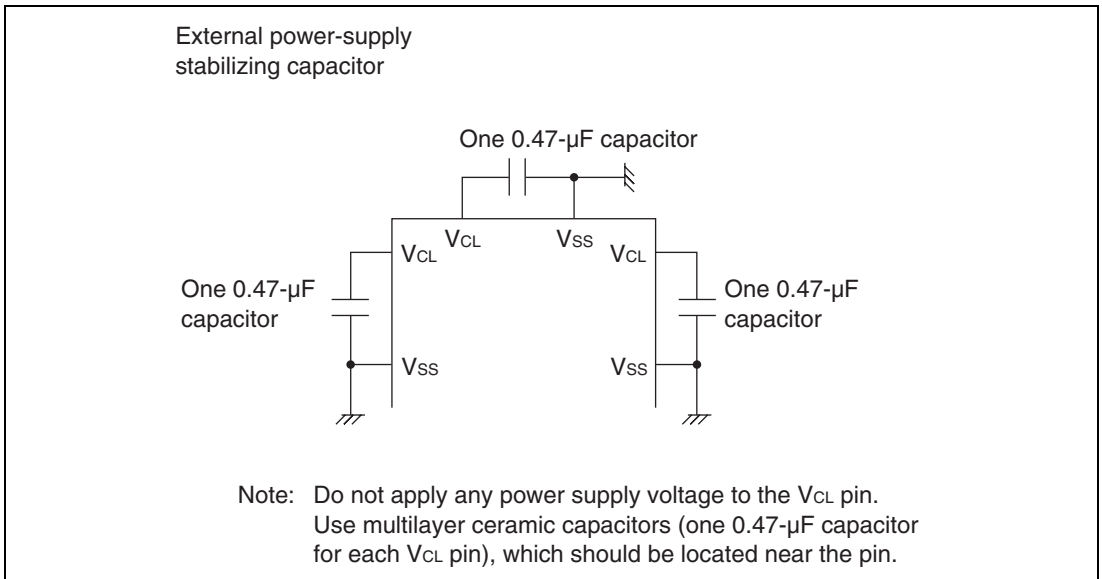 External power-supply
stabilizing capacitor
One 0.47-µF capacitor
VCL
VSS
VCL
VCL
One 0.47-µF
capacitor
One 0.47-µF
capacitor
VSS
VSS
Note: Do not apply any power supply voltage to the VCL pin.
Use multilayer ceramic capacitors (one 0.47-µF capacitor
for each VCL pin), which should be located near the pin.